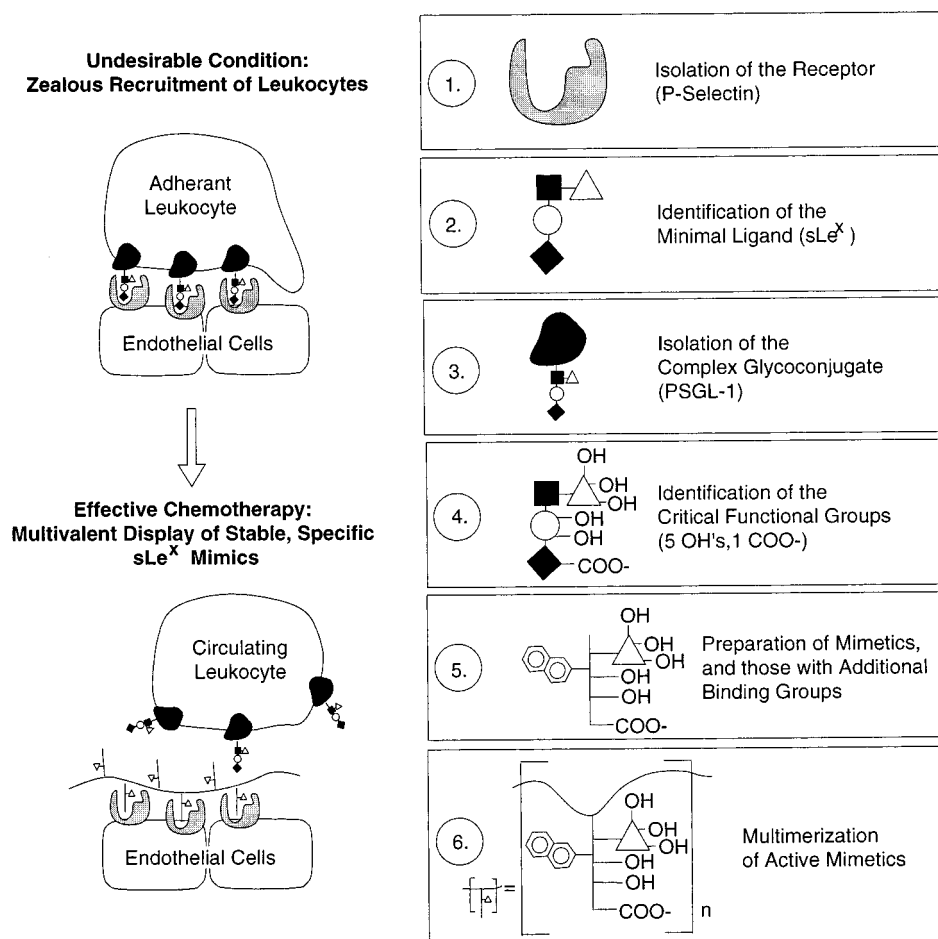 Undesirable Condition:
Zealous Recruitment of Leukocytes
Adherant
Leukocyte
Endothelial Cells
Effective Chemotherapy:
Multivalent Display of Stable, Specific
sLeX Mimics
Circulating
Leukocyte
Endothelial Cells
1.
Isolation of the Receptor
(P-Selectin)
2.
Identification of the
Minimal Ligand (sLeX )
3.
Isolation of the
Complex Glycoconjugate
(PSGL-1)
4.
OH
OH
OH
OH
OH
COO-
Identification of the
Critical Functional Groups
(5 OH's,1 COO-)
5.
OH
OH
OH
OH
OH
COO-
Preparation of Mimetics,
and those with Additional
Binding Groups
6.
=
OH
OH
OH
OH
OH
COO-
n
Multimerization
of Active Mimetics